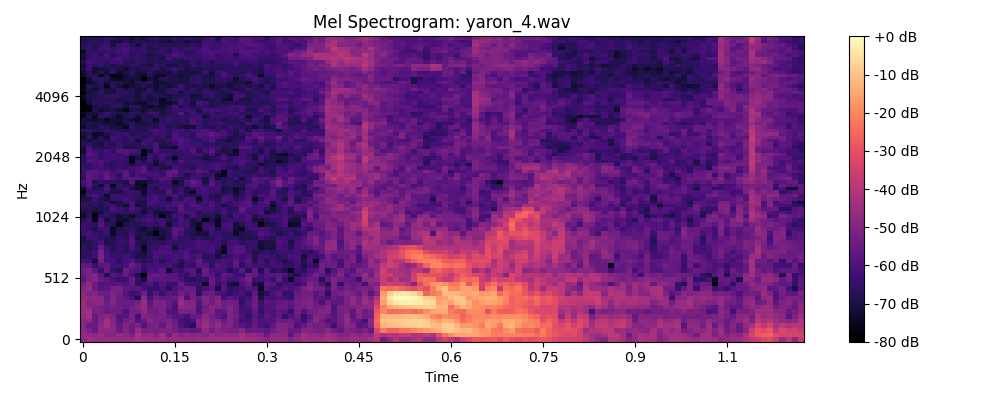 Mel Spectrogram: yaron_4.wav
+0 dB
-10 dB
4096
-20 dB
-30 dB
2048
Hz
-40 dB
1024
-50 dB
-60 dB
512
-70 dB
0
-80 dB
0 0.15 0.3 0.45 0.6 0.75 0.9 1.1
Time